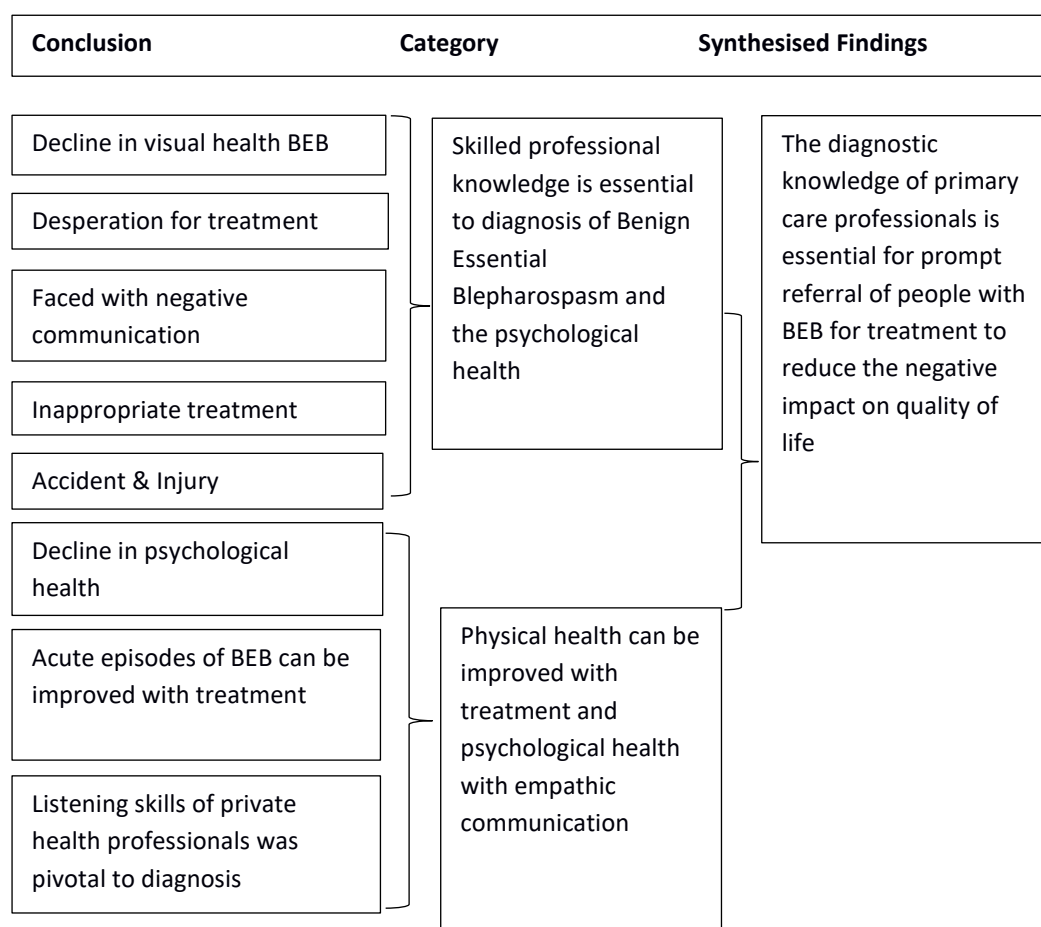 Conclusion Category Synthesised Findings
Decline in visual health BEB
Desperation for treatment
Faced with negative
communication
Inappropriate treatment
Accident & Injury
Decline in psychological
health
Acute episodes of BEB can be
improved with treatment
Listening skills of private
health professionals was
pivotal to diagnosis
Skilled professional
knowledge is essential
to diagnosis of Benign
Essential
Blepharospasm and
the psychological
health
Physical health can be
improved with
treatment and
psychological health
with empathic
communication
The diagnostic
knowledge of primary
care professionals is
essential for prompt
referral of people with
BEB for treatment to
reduce the negative
impact on quality of
life